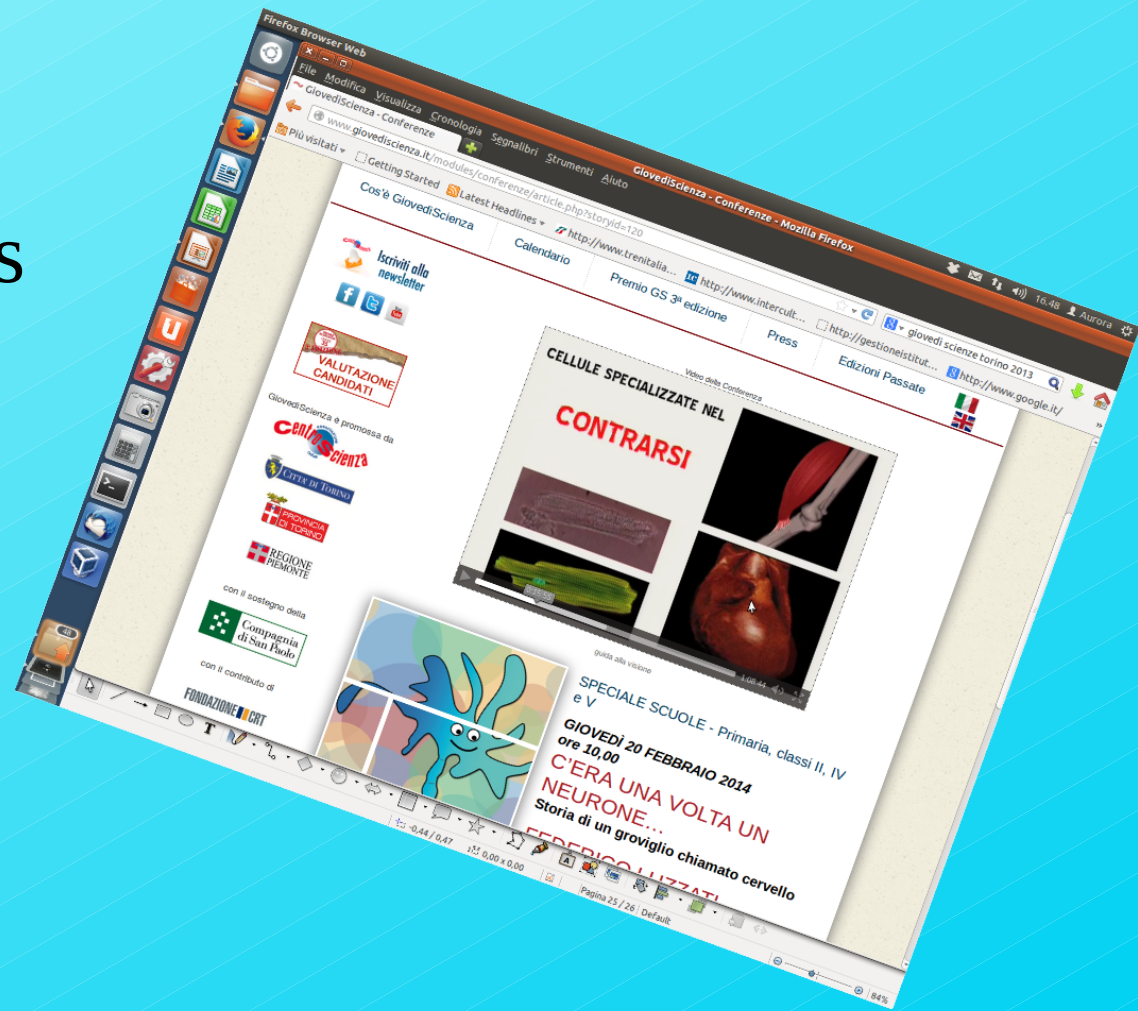 s
Firefox Browser Web
16.48 Aurora
GiovediScienza - Conferenze - Mozilla Firefox
File Modifica Visualizza Cronologia Segnalibri Strumenti Aiuto
GiovediScienza - Conferenze
www.giovediscienza.it/modules/conferenze/article.php?storyid=120
giovedi scienze torino 2013
Più visitati Getting Started Latest Headlines http://www.trenitalia... http://www.intercult... http://gestioneistitut... http://www.google.it/
Cos'è GiovediScienza Calendario Premio GS 3ª edizione Press Edizioni Passate
Iscriviti alla
newsletter
VALUTAZIONE
CANDIDATI
GiovediScienza è promossa da
CentroScienza
CITTA' DI TORINO
PROVINCIA
DI TORINO
REGIONE
PIEMONTE
con il sostegno della
Compagnia
di San Paolo
con il contributo di
FONDAZIONE CRT
Video della Conferenza
CELLULE SPECIALIZZATE NEL
CONTRARSI
1:08:44
guida alla visione
SPECIALE SCUOLE - Primaria, classi II, IV
e V
GIOVEDÌ 20 FEBBRAIO 2014
ore 10,00
C'ERA UNA VOLTA UN
NEURONE...
Storia di un groviglio chiamato cervello
FEDERICO LUZZATI
48
T
-0,44 / 0,47 0,00 x 0,00 Pagina 25 / 26 Default 84%